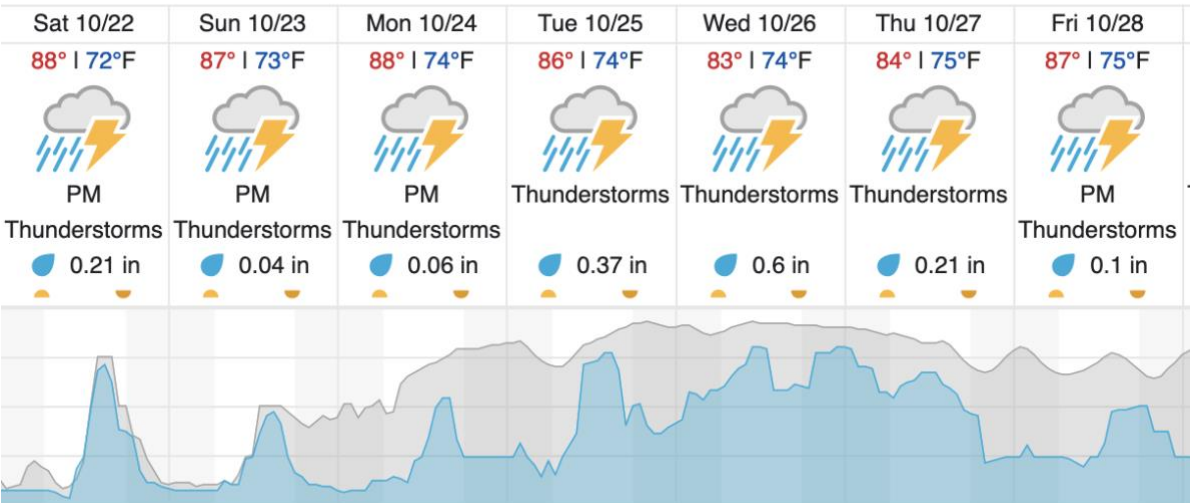 Sat 10/22 Sun 10/23 Mon 10/24 Tue 10/25 Wed 10/26 Thu 10/27 Fri 10/28
88° | 72°F 87° | 73°F 88° | 74°F 86° | 74°F 83° | 74°F 84° | 75°F 87° | 75°F
PM PM PM Thunderstorms Thunderstorms Thunderstorms PM
Thunderstorms Thunderstorms Thunderstorms Thunderstorms
0.21 in 0.04 in 0.06 in 0.37 in 0.6 in 0.21 in 0.1 in